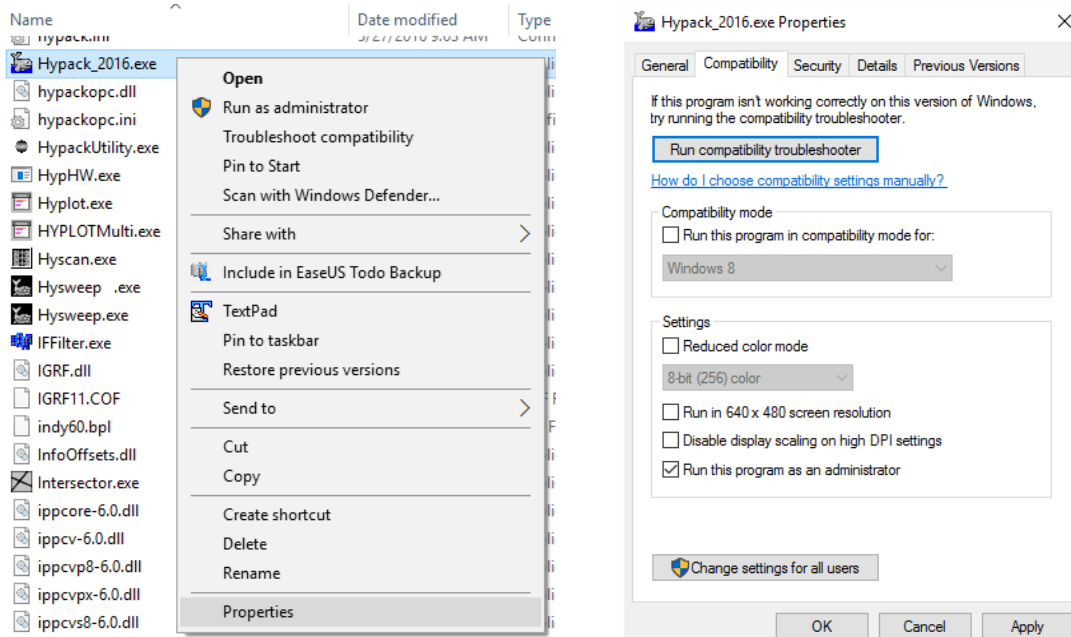 Name
Date modified
Type
hypack.ini
Hypack_2016.exe
hypackopc.dll
hypackopc.ini
HypackUtility.exe
HypHW.exe
Hyplot.exe
HYPLOTMulti.exe
Hyscan.exe
Hysweep .exe
Hysweep.exe
IFFilter.exe
IGRF.dll
IGRF11.COF
indy60.bpl
InfoOffsets.dll
Intersector.exe
ippcore-6.0.dll
ippcv-6.0.dll
ippcvp8-6.0.dll
ippcvpx-6.0.dll
ippcvs8-6.0.dll
Open
Run as administrator
Troubleshoot compatibility
Pin to Start
Scan with Windows Defender...
Share with
Include in EaseUS Todo Backup
TextPad
Pin to taskbar
Restore previous versions
Send to
Cut
Copy
Create shortcut
Delete
Rename
Properties
Hypack_2016.exe Properties
General Compatibility Security Details Previous Versions
If this program isn't working correctly on this version of Windows,
try running the compatibility troubleshooter.
Run compatibility troubleshooter
How do I choose compatibility settings manually?
Compatibility mode
Run this program in compatibility mode for:
Windows 8
Settings
Reduced color mode
8-bit (256) color
Run in 640 x 480 screen resolution
Disable display scaling on high DPI settings
Run this program as an administrator
Change settings for all users
OK Cancel Apply